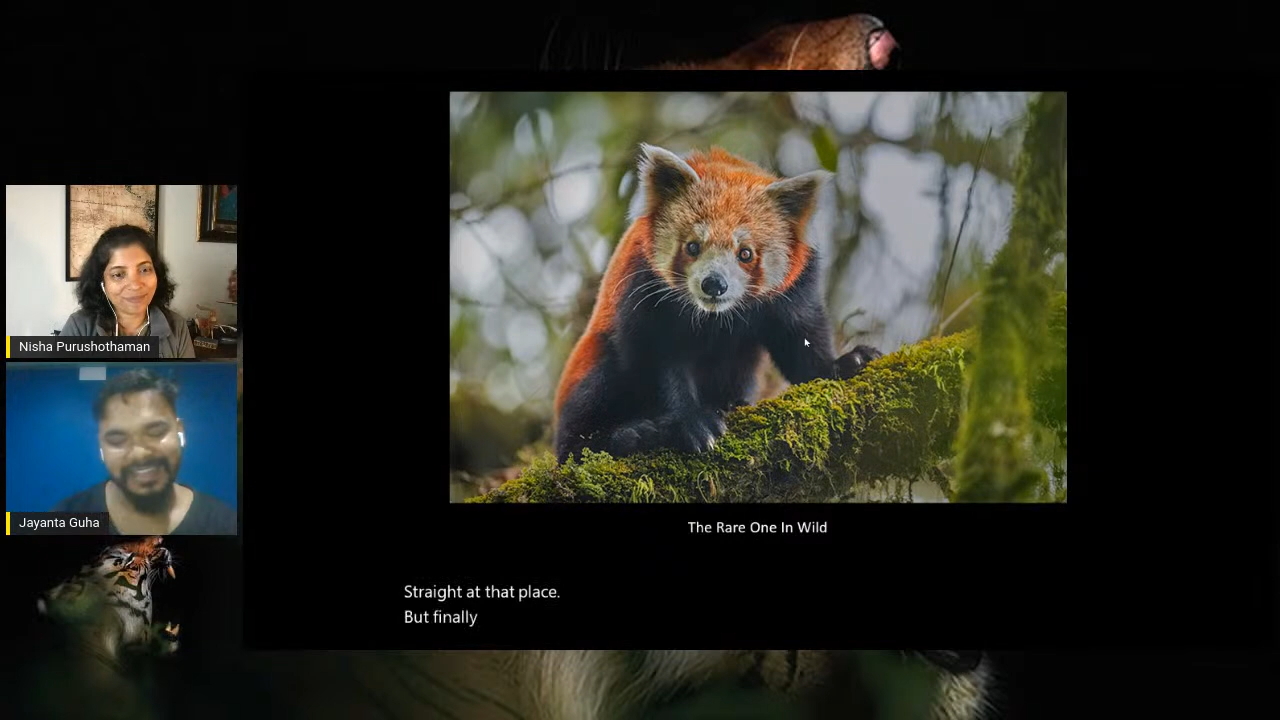 Nisha Purushothaman
Jayanta Guha
The Rare One In Wild
Straight at that place.
But finally